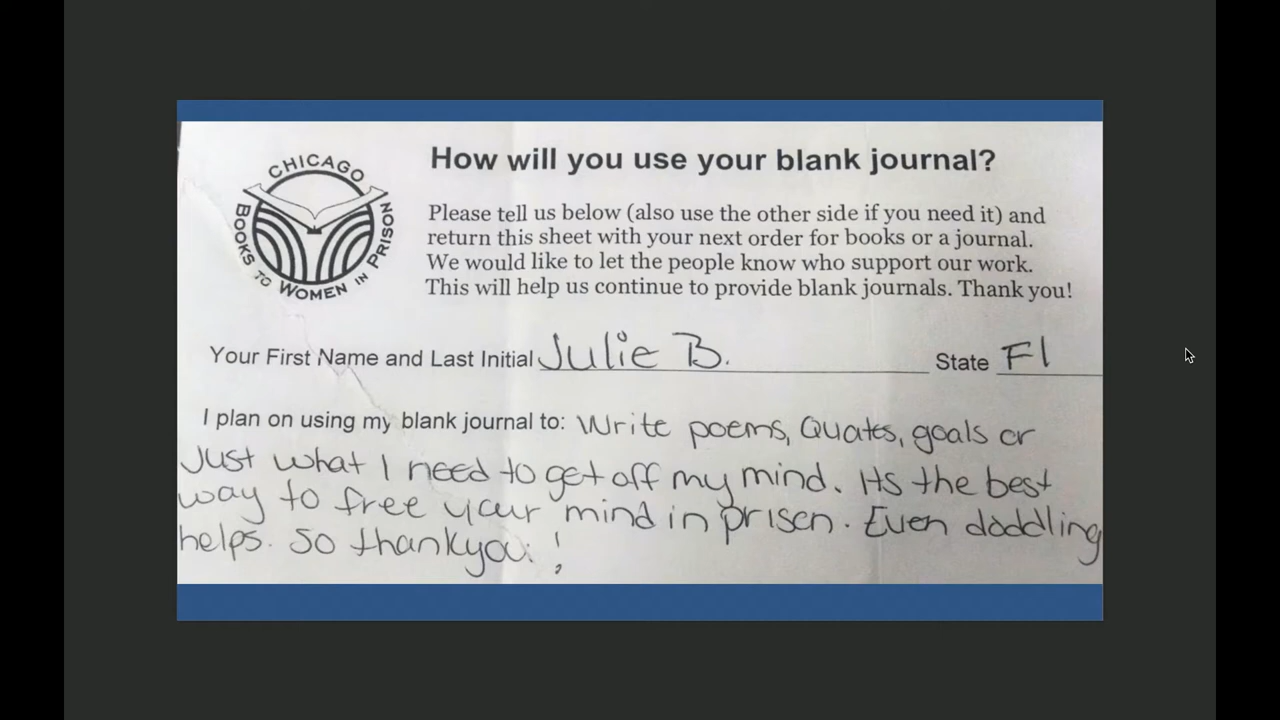 CHICAGO
BOOKS TO WOMEN IN PRISON
How will you use your blank journal?
Please tell us below (also use the other side if you need it) and
return this sheet with your next order for books or a journal.
We would like to let the people know who support our work.
This will help us continue to provide blank journals. Thank you!
Your First Name and Last Initial Julie B. State Fl
I plan on using my blank journal to: Write poems, Quates, goals or
Just what I need to get off my mind. Its the best
way to free your mind in prison. Even doddling
helps. So thankyou!